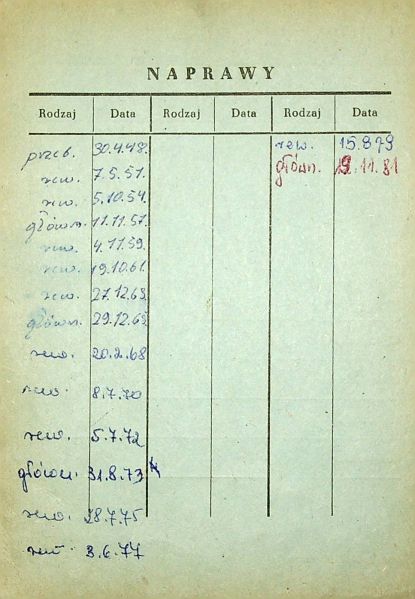 NAPRAWY
Rodzaj Data Rodzaj Data Rodzaj Data
przeb. 30.4.48.
rew. 7.5.51.
rew. 5.10.54.
główn. 11.11.57.
rew. 4.11.59.
rew. 19.10.61.
rew. 27.12.63.
główn. 29.12.65.
rew. 20.2.68
rew. 8.7.70
rew. 5.7.72
główn. 31.8.73
rew. 28.7.75
rew. 3.6.77
rew. 15.8.79
główn. 19.11.81